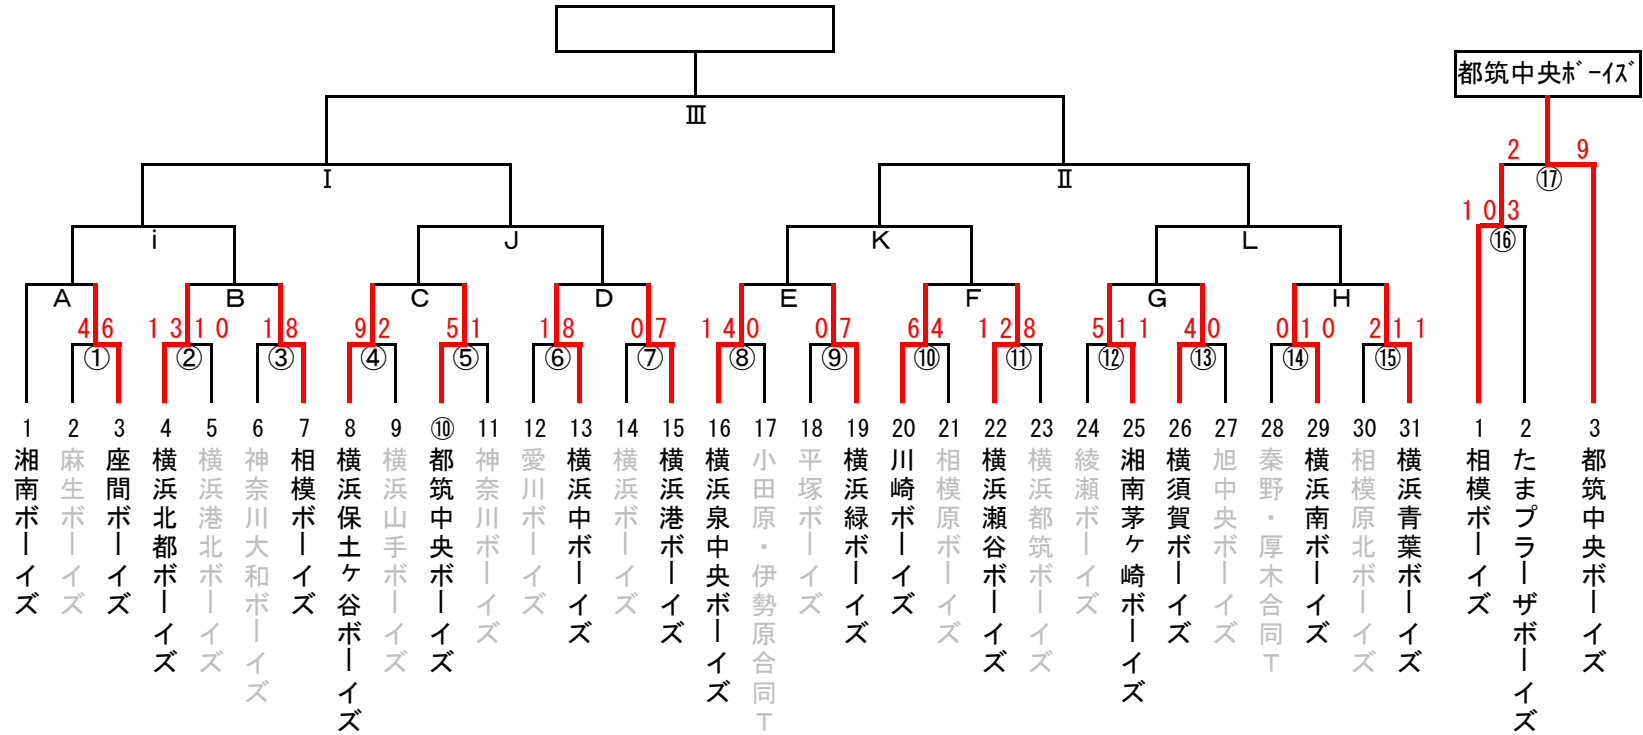 都筑中央ﾎﾞｰｲｽﾞ
Ⅲ
2 9
Ⅰ Ⅱ ⑰
1 0 3
i J K L ⑯
A B C D E F G H
4 6 1 3 1 0 1 8 9 2 5 1 1 8 0 7 1 4 0 0 7 6 4 1 2 8 5 1 1 4 0 0 1 0 2 1 1
① ② ③ ④ ⑤ ⑥ ⑦ ⑧ ⑨ ⑩ ⑪ ⑫ ⑬ ⑭ ⑮
1 湘南ボーイズ
2 麻生ボーイズ
3 座間ボーイズ
4 横浜北都ボーイズ
5 横浜港北ボーイズ
6 神奈川大和ボーイズ
7 相模ボーイズ
8 横浜保土ヶ谷ボーイズ
9 横浜山手ボーイズ
⑩ 都筑中央ボーイズ
11 神奈川ボーイズ
12 愛川ボーイズ
13 横浜中ボーイズ
14 横浜ボーイズ
15 横浜港ボーイズ
16 横浜泉中央ボーイズ
17 小田原・伊勢原合同T
18 平塚ボーイズ
19 横浜緑ボーイズ
20 川崎ボーイズ
21 相模原ボーイズ
22 横浜瀬谷ボーイズ
23 横浜都筑ボーイズ
24 綾瀬ボーイズ
25 湘南茅ヶ崎ボーイズ
26 横須賀ボーイズ
27 旭中央ボーイズ
28 秦野・厚木合同T
29 横浜南ボーイズ
30 相模原北ボーイズ
31 横浜青葉ボーイズ
1 相模ボーイズ
2 たまプラーザボーイズ
3 都筑中央ボーイズ